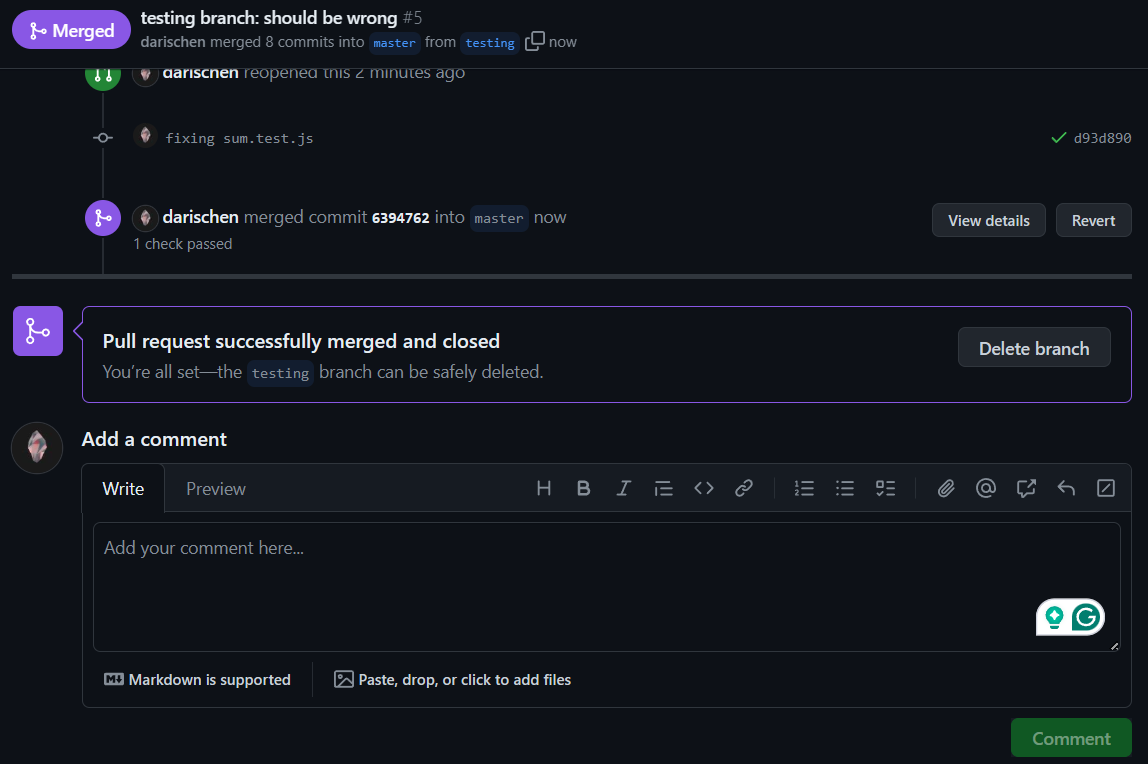 Merged
testing branch: should be wrong #5
darischen merged 8 commits into master from testing now
darischen reopened this 2 minutes ago
fixing sum.test.js d93d890
darischen merged commit 6394762 into master now View details Revert
1 check passed
Pull request successfully merged and closed
You're all set—the testing branch can be safely deleted. Delete branch
Add a comment
Write Preview
Add your comment here...
Markdown is supported Paste, drop, or click to add files
Comment